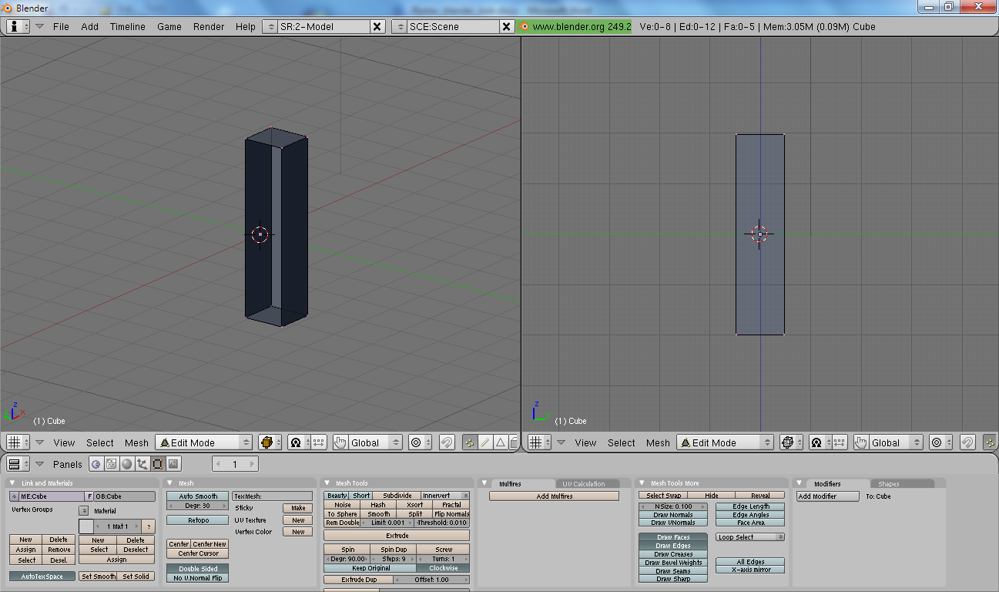 Blender
File Add Timeline Game Render Help SR:2-Model SCE:Scene www.blender.org 249.2 Ve:0-8 | Ed:0-12 | Fa:0-5 | Mem:3.05M (0.09M) Cube
z
x
(1) Cube
z
(1) Cube
View Select Mesh Edit Mode Global
View Select Mesh Edit Mode Global
Panels 1
Link and Materials
ME:Cube F OB:Cube
Vertex Groups
Material
1 Mat 1 ?
New Delete New Delete
Assign Remove Select Deselect
Select Desel. Assign
AutoTexSpace Set Smooth Set Solid
Mesh
Auto Smooth TexMesh:
Degr: 30 Sticky Make
Retopo UV Texture New
Vertex Color New
Center Center New
Center Cursor
Double Sided
No V.Normal Flip
Mesh Tools
Beauty Short Subdivide Innervert
Noise Hash Xsort Fractal
To Sphere Smooth Split Flip Normals
Rem Double Limit: 0.001 Threshold: 0.010
Extrude
Spin Spin Dup Screw
Degr: 90.00 Steps: 9 Turns: 1
Keep Original Clockwise
Extrude Dup Offset: 1.00
Multires UV Calculation
Add Multires
Mesh Tools More
Select Swap Hide Reveal
NSize: 0.100 Edge Length
Draw Normals Edge Angles
Draw VNormals Face Area
Draw Faces Loop Select
Draw Edges
Draw Creases
Draw Bevel Weights All Edges
Draw Seams X-axis mirror
Draw Sharp
Modifiers Shapes
Add Modifier To: Cube